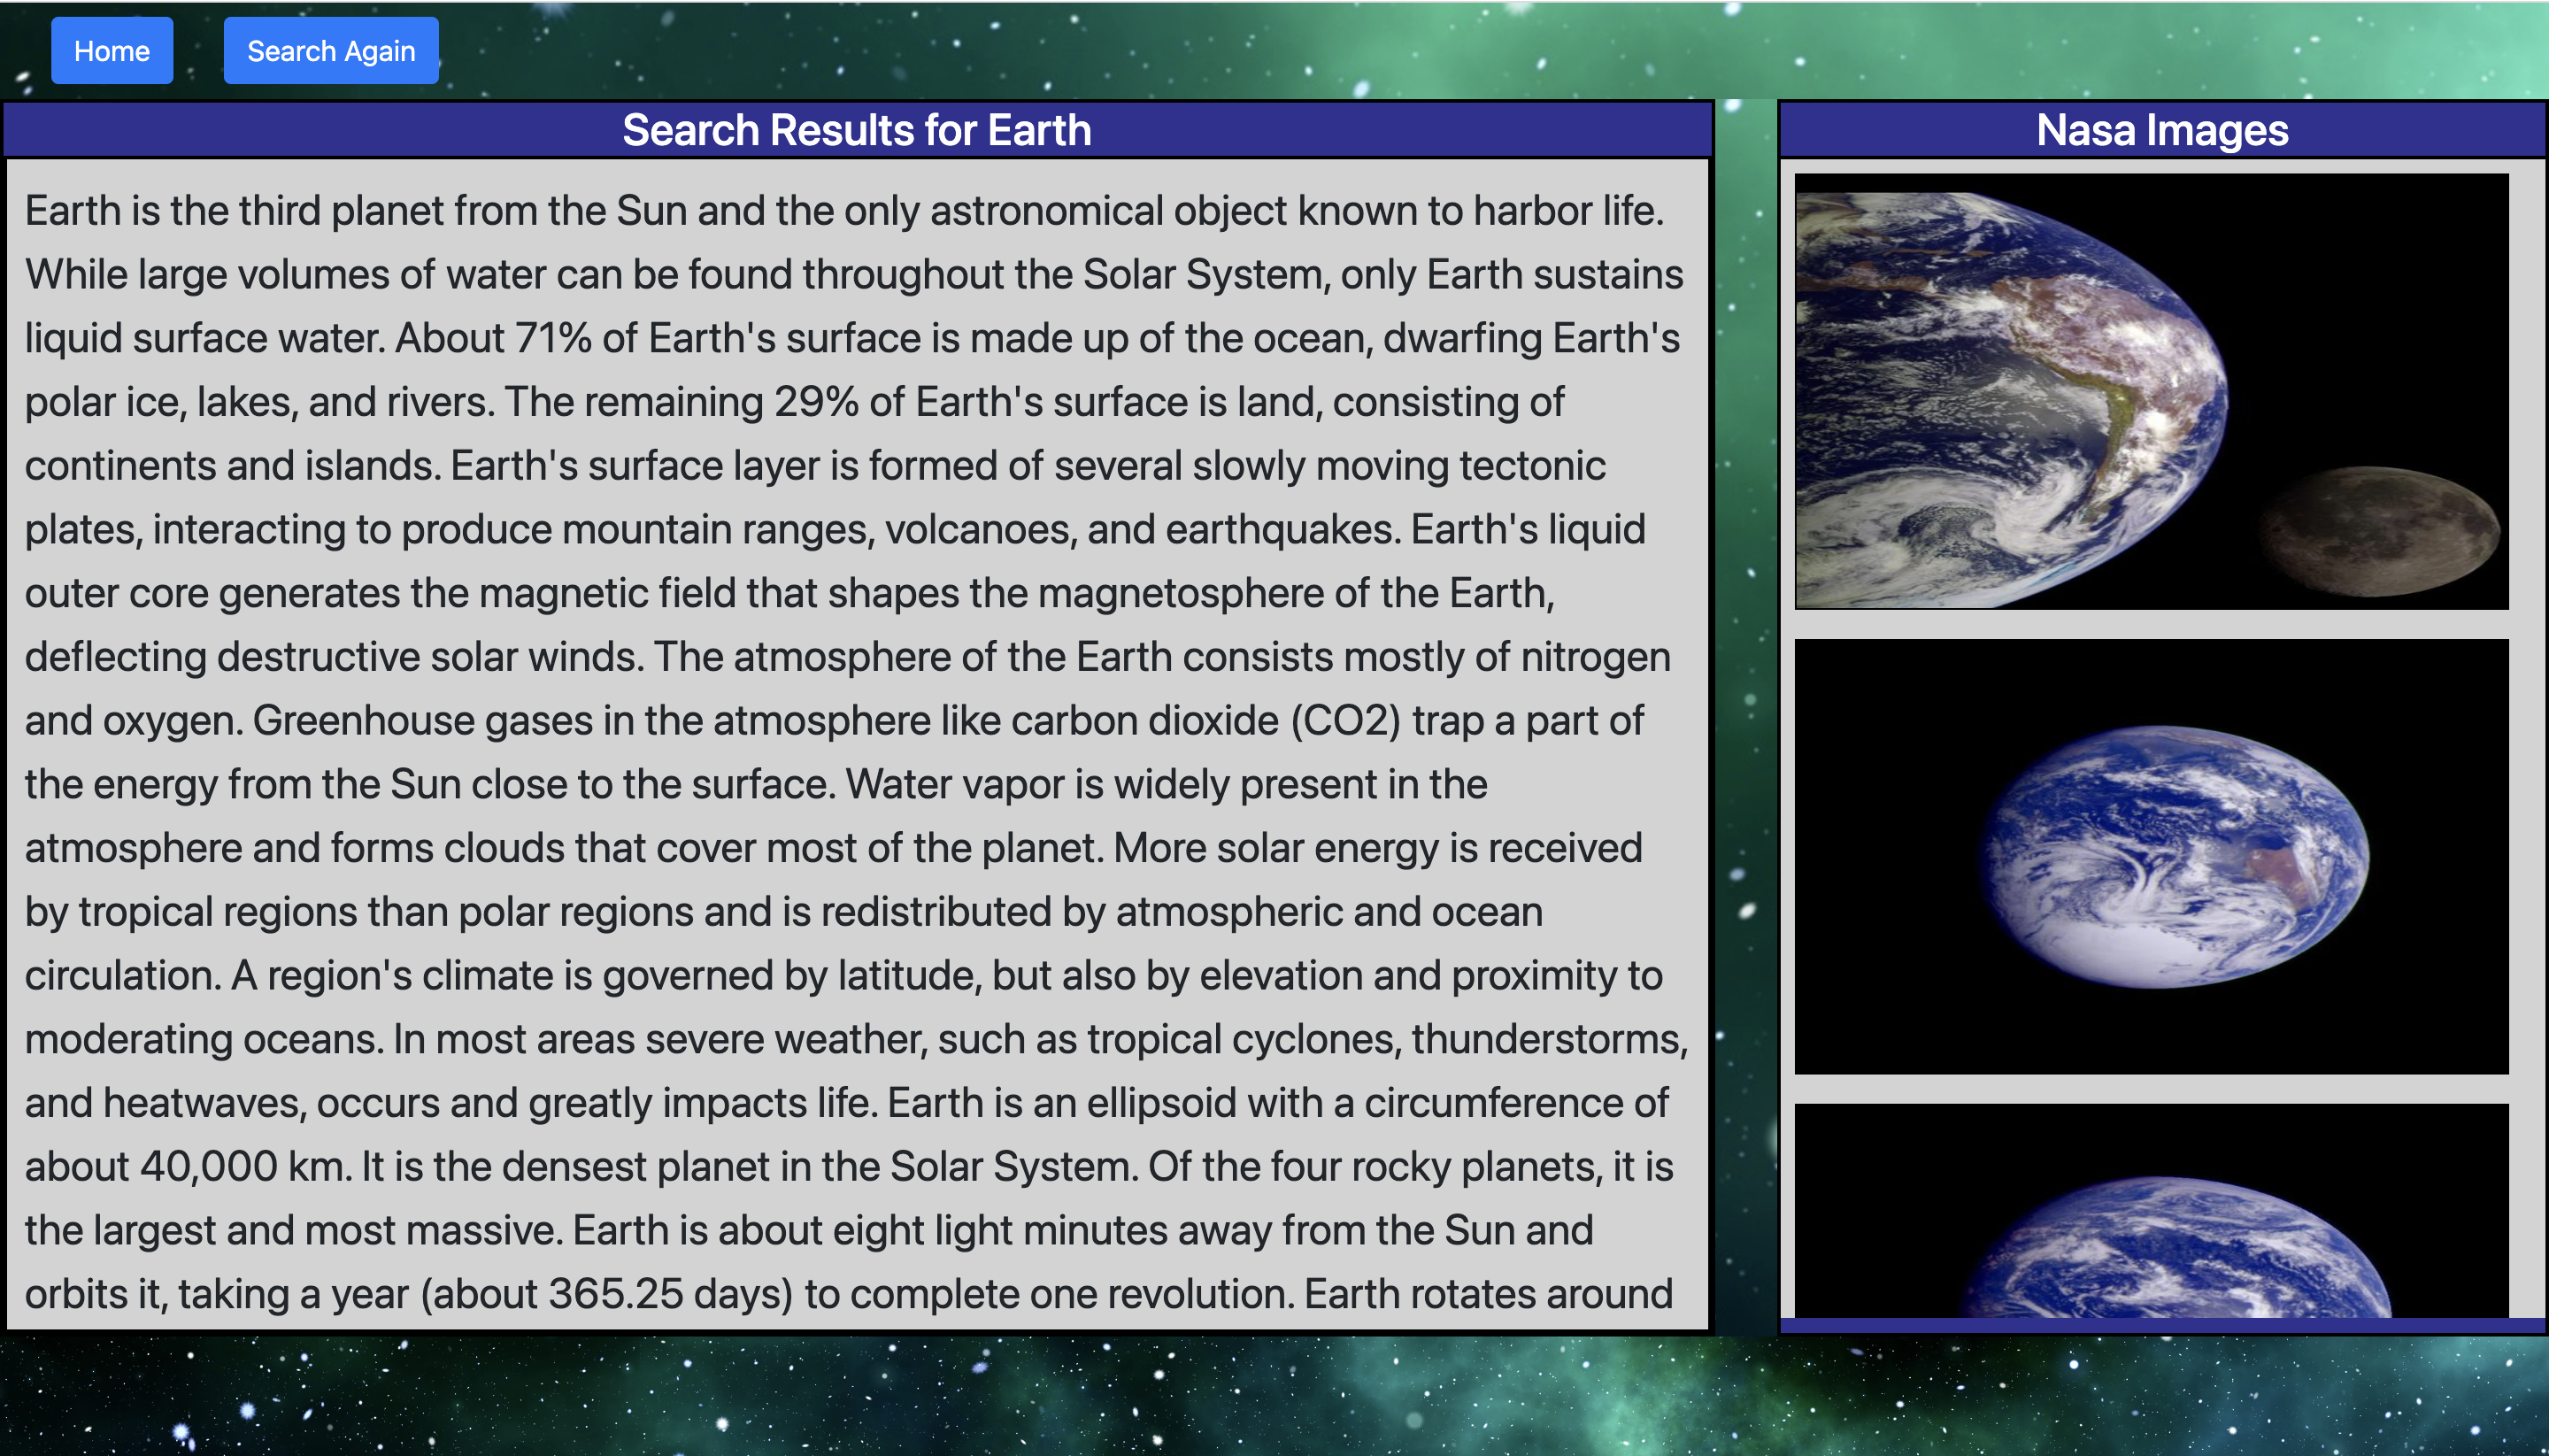 Home
Search Again
Search Results for Earth
Earth is the third planet from the Sun and the only astronomical object known to harbor life.
While large volumes of water can be found throughout the Solar System, only Earth sustains
liquid surface water. About 71% of Earth's surface is made up of the ocean, dwarfing Earth's
polar ice, lakes, and rivers. The remaining 29% of Earth's surface is land, consisting of
continents and islands. Earth's surface layer is formed of several slowly moving tectonic
plates, interacting to produce mountain ranges, volcanoes, and earthquakes. Earth's liquid
outer core generates the magnetic field that shapes the magnetosphere of the Earth,
deflecting destructive solar winds. The atmosphere of the Earth consists mostly of nitrogen
and oxygen. Greenhouse gases in the atmosphere like carbon dioxide (CO2) trap a part of
the energy from the Sun close to the surface. Water vapor is widely present in the
atmosphere and forms clouds that cover most of the planet. More solar energy is received
by tropical regions than polar regions and is redistributed by atmospheric and ocean
circulation. A region's climate is governed by latitude, but also by elevation and proximity to
moderating oceans. In most areas severe weather, such as tropical cyclones, thunderstorms,
and heatwaves, occurs and greatly impacts life. Earth is an ellipsoid with a circumference of
about 40,000 km. It is the densest planet in the Solar System. Of the four rocky planets, it is
the largest and most massive. Earth is about eight light minutes away from the Sun and
orbits it, taking a year (about 365.25 days) to complete one revolution. Earth rotates around
Nasa Images